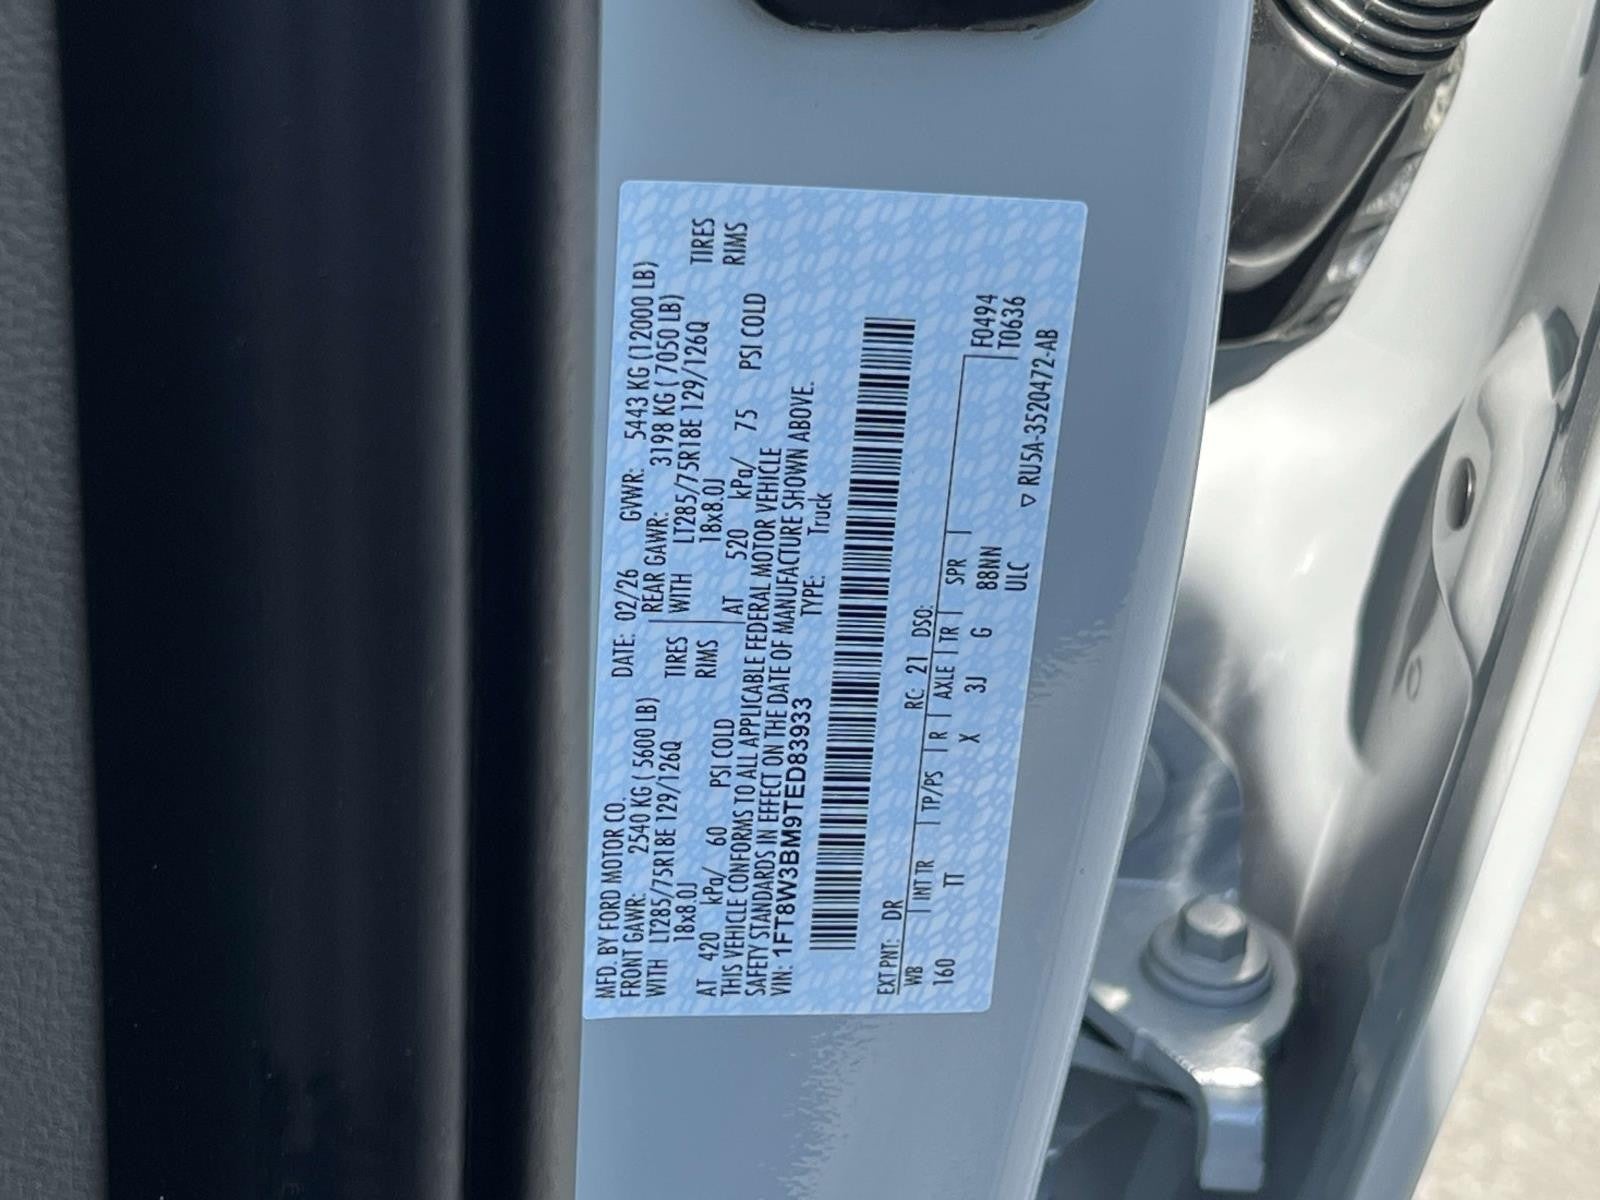 MFD. BY FORD MOTOR CO.
DATE: 02/26 GVWR: 5443 KG (12000 LB)
FRONT GAWR: 2540 KG ( 5600 LB) REAR GAWR: 3198 KG ( 7050 LB)
WITH LT285/75R18E 129/126Q TIRES WITH LT285/75R18E 129/126Q TIRES
18x8.0J RIMS 18x8.0J RIMS
AT 420 kPa/ 60 PSI COLD AT 520 kPa/ 75 PSI COLD
THIS VEHICLE CONFORMS TO ALL APPLICABLE FEDERAL MOTOR VEHICLE
SAFETY STANDARDS IN EFFECT ON THE DATE OF MANUFACTURE SHOWN ABOVE.
VIN: 1FT8W3BM9TED83933 TYPE: Truck
EXT PNT: DR RC: 21 DSO:
WB | INT TR | TP/PS | R | AXLE | TR | SPR | F0494
160 TT X 3J G 88NN T0636
ULC
▽ RU5A-3520472-AB